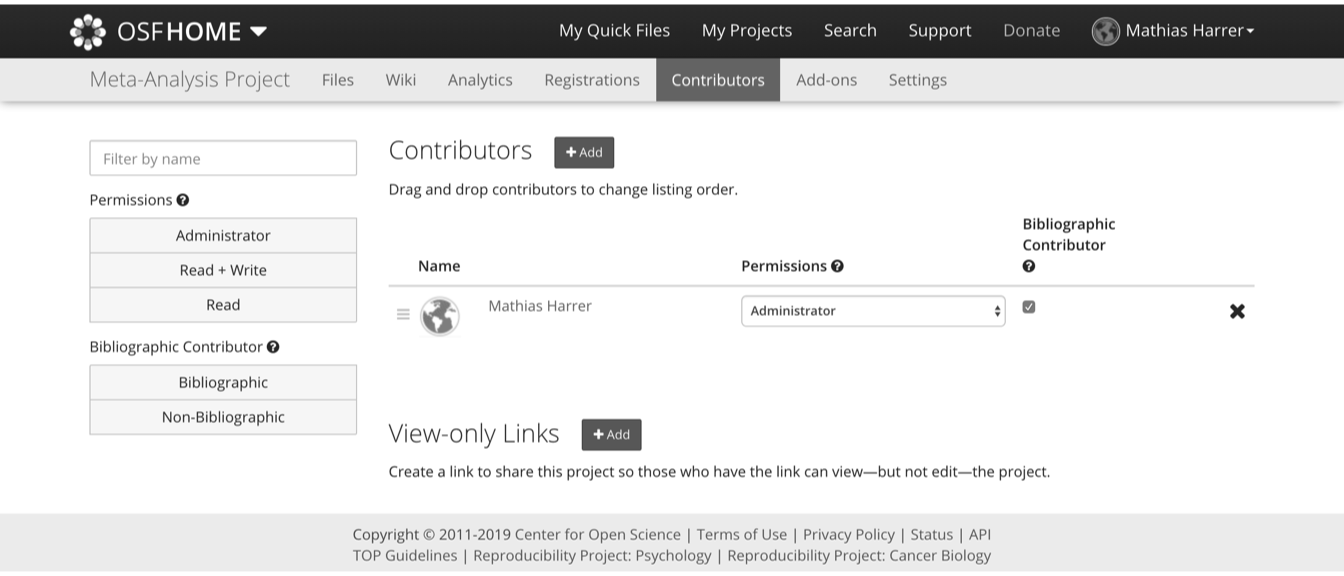 OSFHOME My Quick Files My Projects Search Support Donate Mathias Harrer
Meta-Analysis Project Files Wiki Analytics Registrations Contributors Add-ons Settings
Filter by name
Permissions ?
Administrator
Read + Write
Read
Bibliographic Contributor ?
Bibliographic
Non-Bibliographic
Contributors + Add
Drag and drop contributors to change listing order.
Name Permissions ? Bibliographic
Contributor
?
Mathias Harrer Administrator
View-only Links + Add
Create a link to share this project so those who have the link can view—but not edit—the project.
Copyright © 2011-2019 Center for Open Science | Terms of Use | Privacy Policy | Status | API
TOP Guidelines | Reproducibility Project: Psychology | Reproducibility Project: Cancer Biology